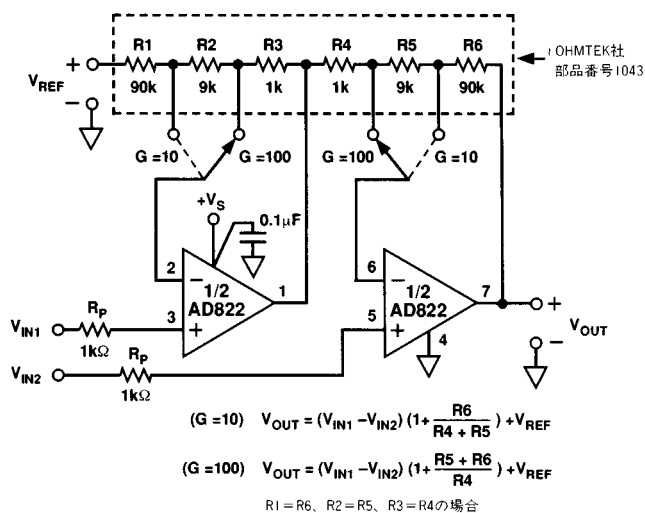 R1 R2 R3 R4 R5 R6
90k 9k 1k 1k 9k 90k
OHMTEK社
部品番号1043
+
VREF
−
G =10 G =100 G =100 G =10
+VS
0.1μF
2 − 1/2 AD822 1
3 +
6 − 1/2 AD822 7
5 +
4
VIN1 RP 1kΩ
VIN2 RP 1kΩ
+
VOUT
−
(G =10) VOUT = (VIN1 −VIN2) (1+ R6 / R4 + R5 ) +VREF
(G =100) VOUT = (VIN1 −VIN2) (1+ R5 + R6 / R4 ) +VREF
R1＝R6、R2＝R5、R3＝R4の場合